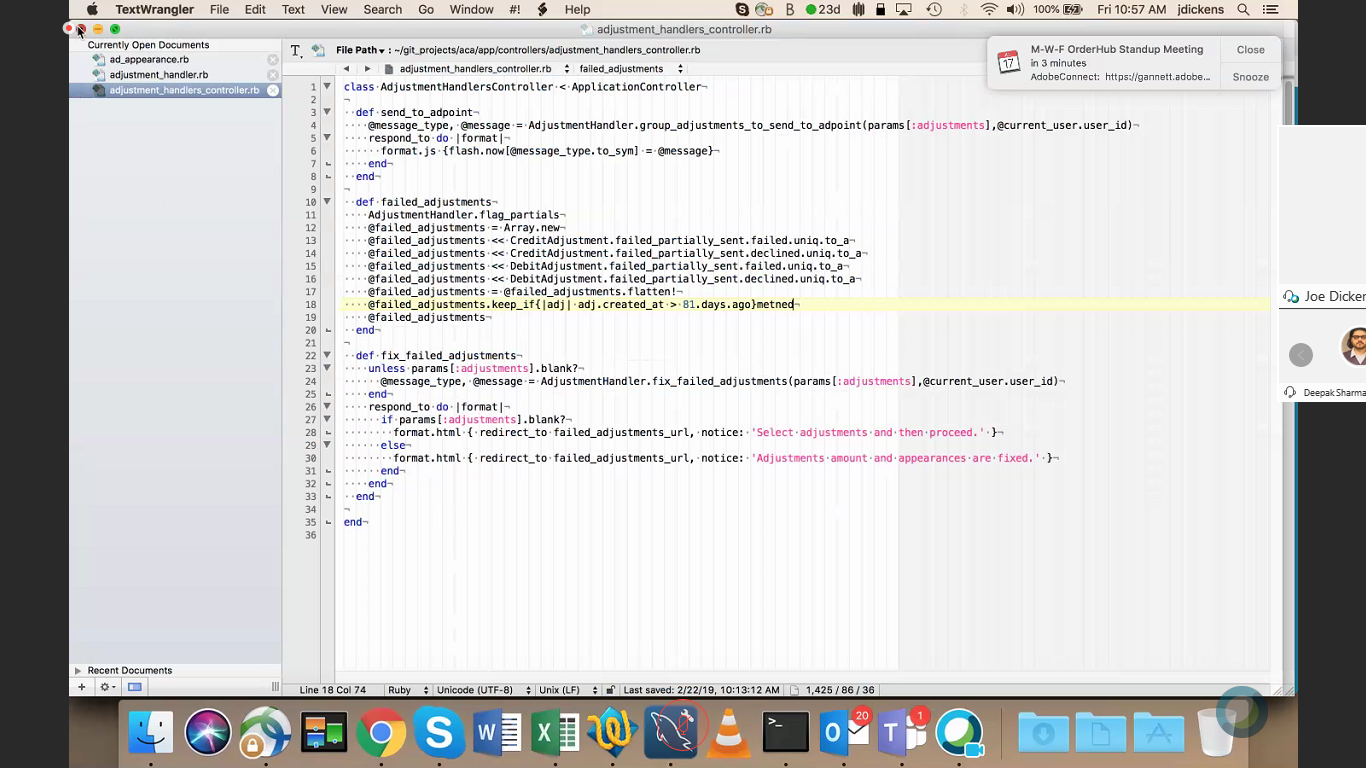 TextWrangler File Edit Text View Search Go Window #! Help 23d 100% Fri 10:57 AM jdickens
adjustment_handlers_controller.rb
Currently Open Documents
ad_appearance.rb
adjustment_handler.rb
adjustment_handlers_controller.rb
File Path : ~/git_projects/aca/app/controllers/adjustment_handlers_controller.rb
adjustment_handlers_controller.rb failed_adjustments
17 M-W-F OrderHub Standup Meeting
in 3 minutes
AdobeConnect: https://gannett.adobe...
Close
Snooze
1 class AdjustmentHandlersController < ApplicationController
2
3 def send_to_adpoint
4 @message_type, @message = AdjustmentHandler.group_adjustments_to_send_to_adpoint(params[:adjustments],@current_user.user_id)
5 respond_to do |format|
6 format.js {flash.now[@message_type.to_sym] = @message}
7 end
8 end
9
10 def failed_adjustments
11 AdjustmentHandler.flag_partials
12 @failed_adjustments = Array.new
13 @failed_adjustments << CreditAdjustment.failed_partially_sent.failed.uniq.to_a
14 @failed_adjustments << CreditAdjustment.failed_partially_sent.declined.uniq.to_a
15 @failed_adjustments << DebitAdjustment.failed_partially_sent.failed.uniq.to_a
16 @failed_adjustments << DebitAdjustment.failed_partially_sent.declined.uniq.to_a
17 @failed_adjustments = @failed_adjustments.flatten!
18 @failed_adjustments.keep_if{|adj| adj.created_at > 81.days.ago}metned
19 @failed_adjustments
20 end
21
22 def fix_failed_adjustments
23 unless params[:adjustments].blank?
24 @message_type, @message = AdjustmentHandler.fix_failed_adjustments(params[:adjustments],@current_user.user_id)
25 end
26 respond_to do |format|
27 if params[:adjustments].blank?
28 format.html { redirect_to failed_adjustments_url, notice: 'Select adjustments and then proceed.' }
29 else
30 format.html { redirect_to failed_adjustments_url, notice: 'Adjustments amount and appearances are fixed.' }
31 end
32 end
33 end
34
35 end
36
Joe Dicken
Deepak Sharma
Recent Documents
Line 18 Col 74 Ruby Unicode (UTF-8) Unix (LF) Last saved: 2/22/19, 10:13:12 AM 1,425 / 86 / 36
20
1